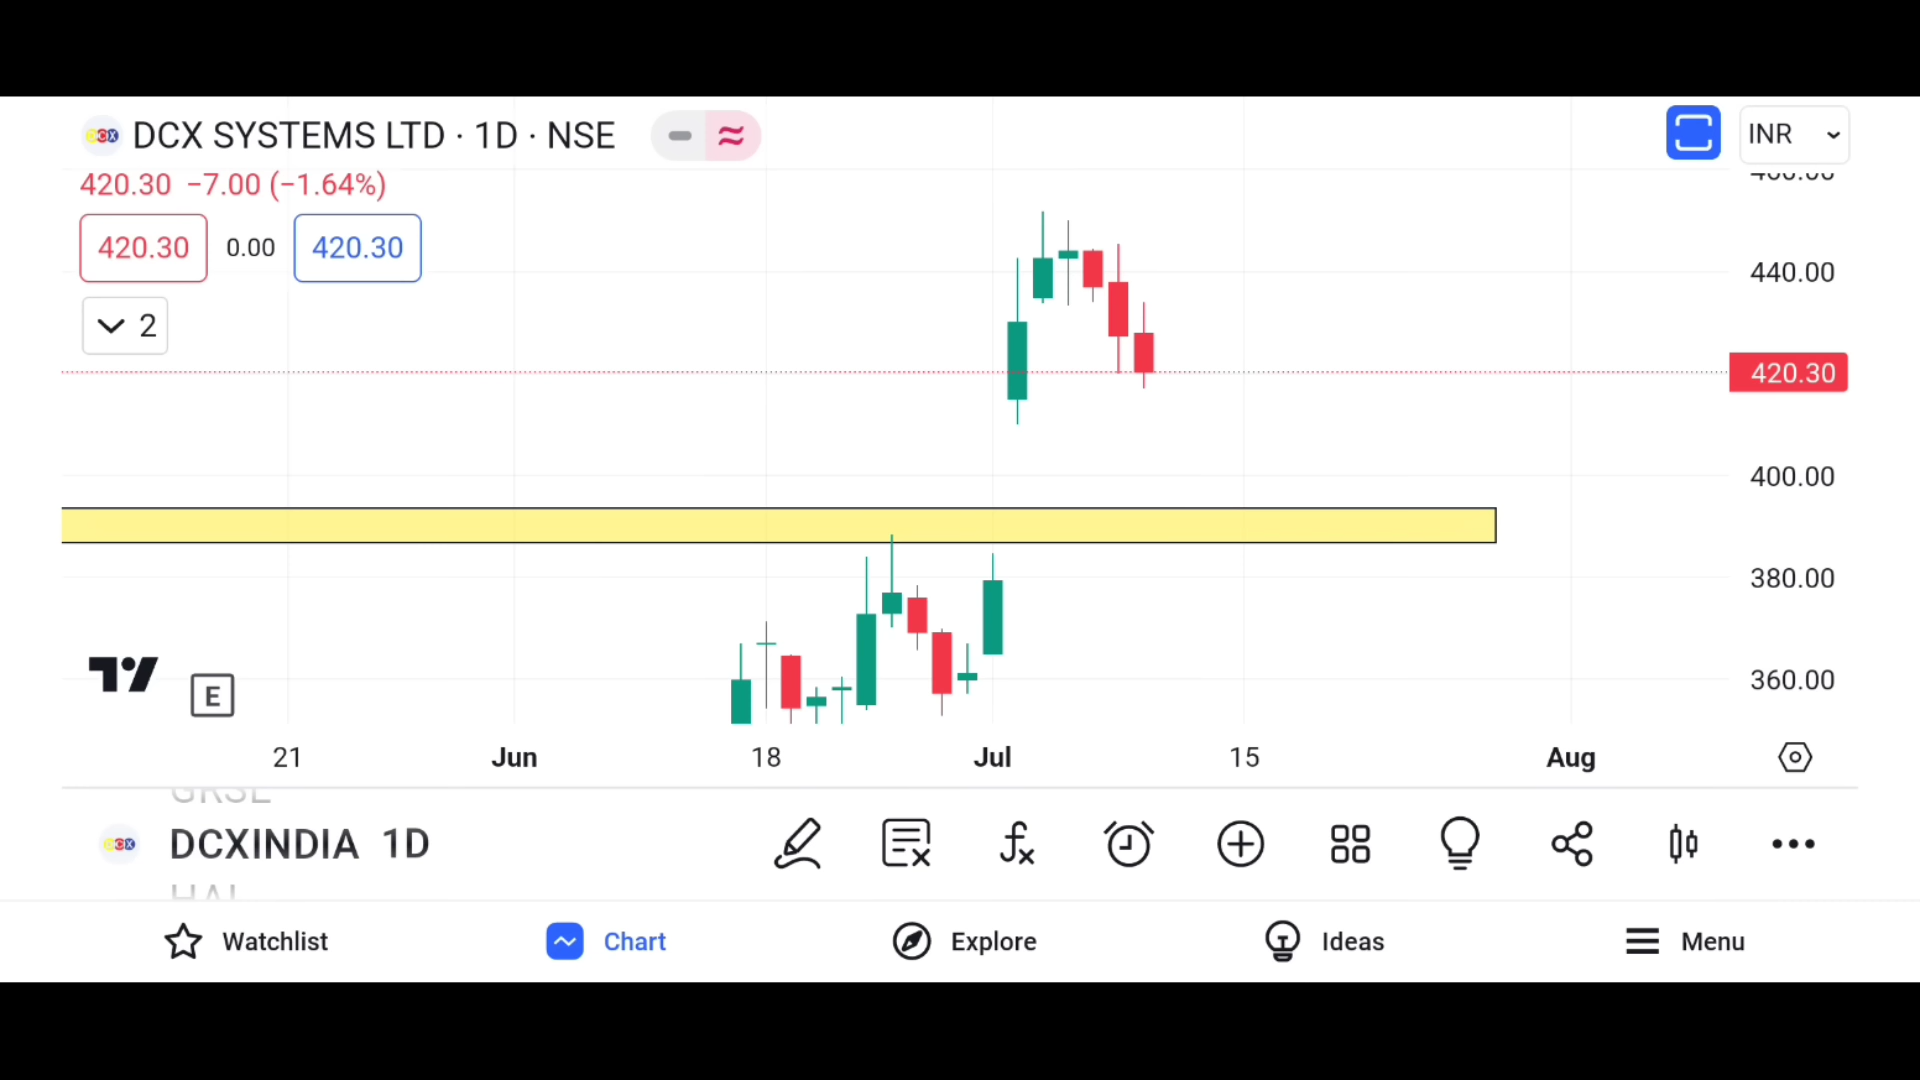 DCX SYSTEMS LTD · 1D · NSE
INR
420.30 −7.00 (−1.64%)
420.30 0.00 420.30
2
440.00
420.30
400.00
380.00
360.00
E
21 Jun 18 Jul 15 Aug
DCX DCXINDIA 1D
Watchlist Chart Explore Ideas Menu